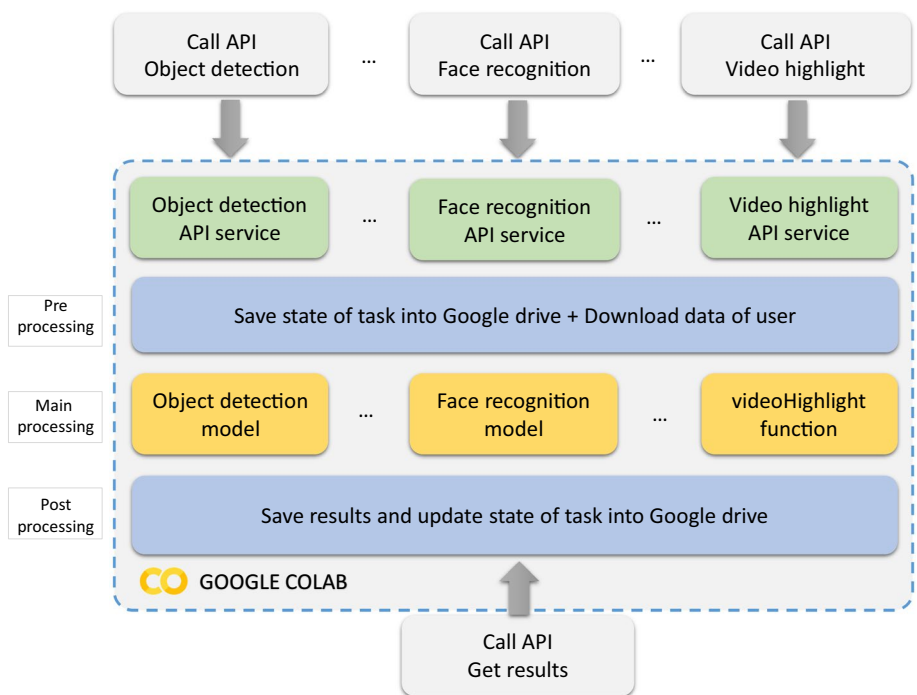 Call API
Object detection
...
Call API
Face recognition
...
Call API
Video highlight
Object detection
API service
...
Face recognition
API service
...
Video highlight
API service
Pre
processing
Save state of task into Google drive + Download data of user
Main
processing
Object detection
model
...
Face recognition
model
...
videoHighlight
function
Post
processing
Save results and update state of task into Google drive
CO GOOGLE COLAB
Call API
Get results